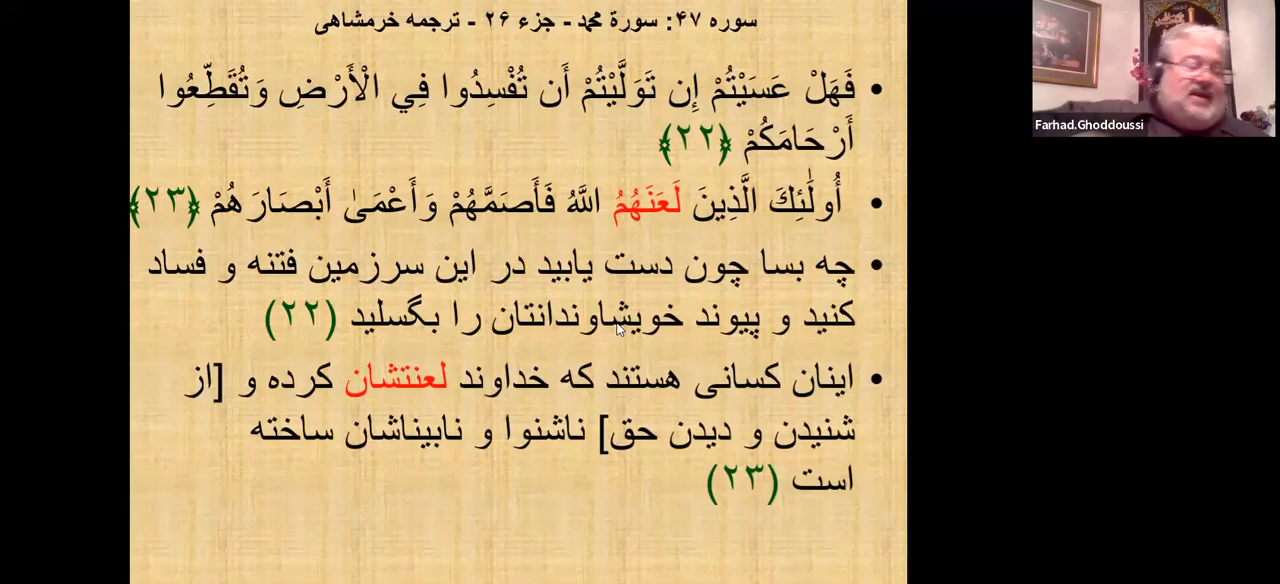 سوره ۴۷: سورة محمد - جزء ۲۶ - ترجمه خرمشاهی
• فَهَلْ عَسَيْتُمْ إِن تَوَلَّيْتُمْ أَن تُفْسِدُوا فِي الْأَرْضِ وَتُقَطِّعُوا
أَرْحَامَكُمْ ﴿٢٢﴾
• أُولَٰئِكَ الَّذِينَ لَعَنَهُمُ اللَّهُ فَأَصَمَّهُمْ وَأَعْمَىٰ أَبْصَارَهُمْ ﴿٢٣﴾
• چه بسا چون دست یابید در این سرزمین فتنه و فساد
کنید و پیوند خویشاوندانتان را بگسلید (۲۲)
• اینان کسانی هستند که خداوند لعنتشان کرده و [از
شنیدن و دیدن حق] ناشنوا و نابیناشان ساخته
است (۲۳)
Farhad.Ghoddoussi